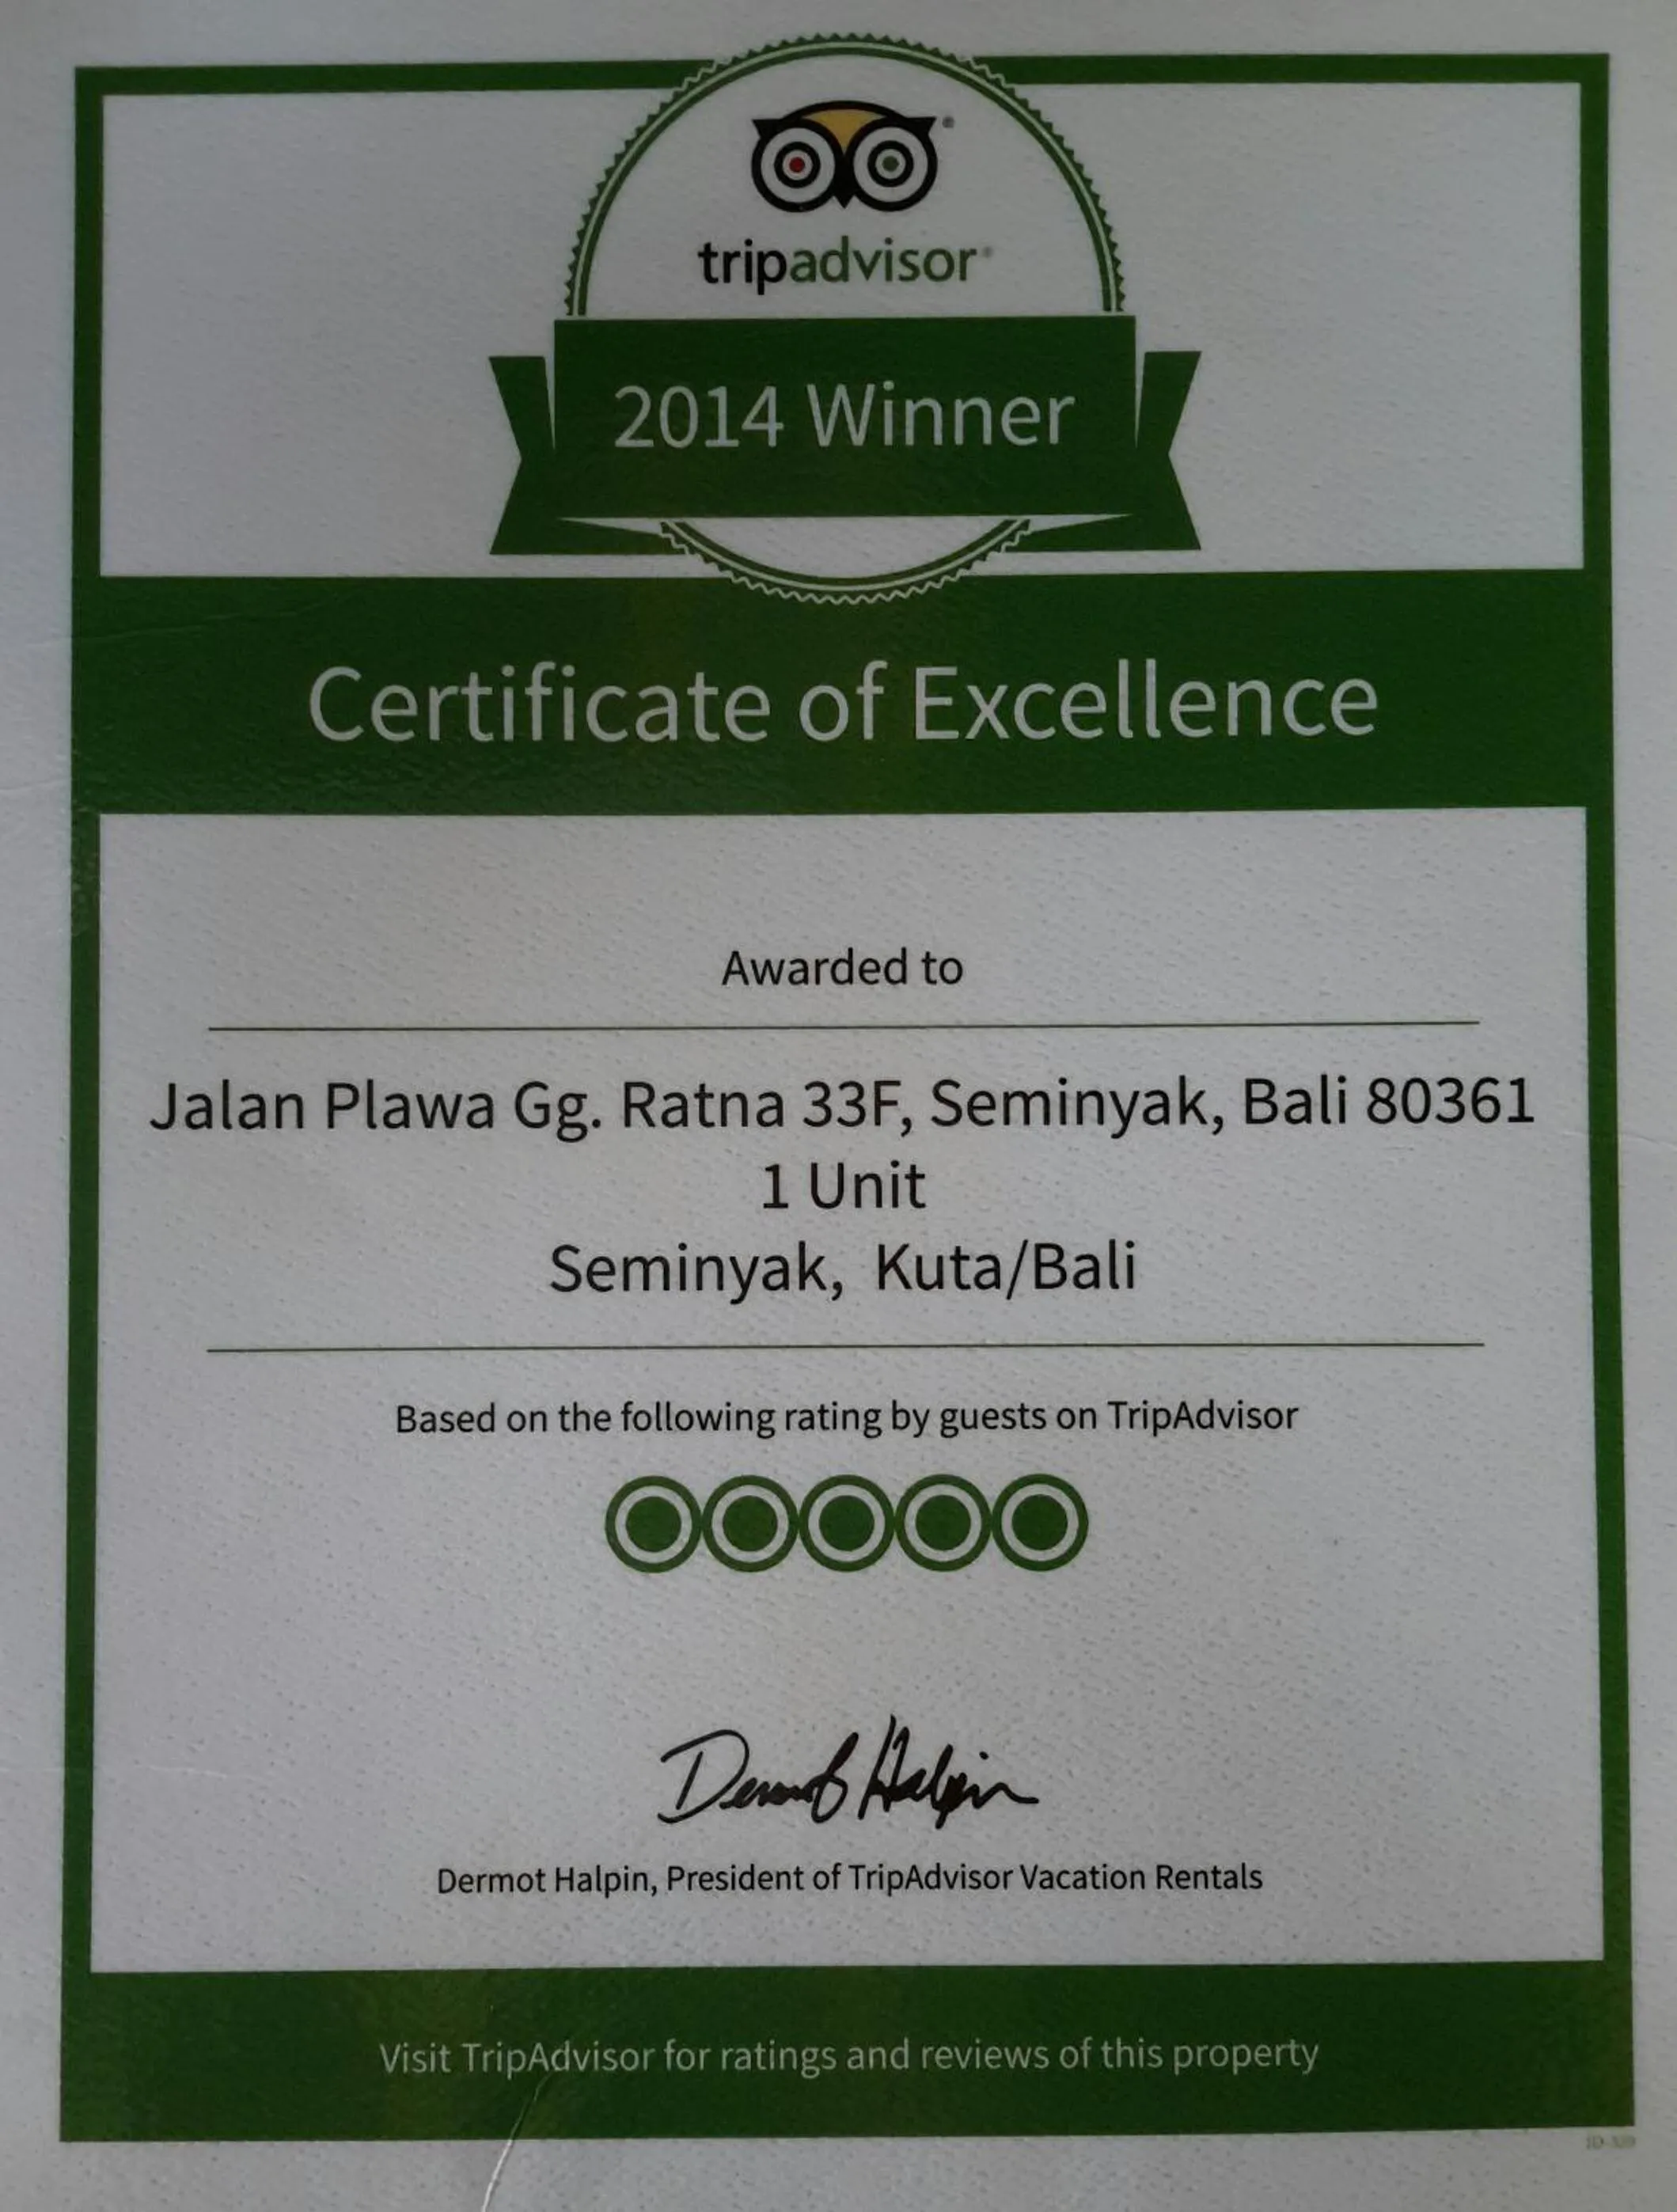 tripadvisor
2014 Winner
Certificate of Excellence
Awarded to
Jalan Plawa Gg. Ratna 33F, Seminyak, Bali 80361
1 Unit
Seminyak, Kuta/Bali
Based on the following rating by guests on TripAdvisor
Dermot Halpin
Dermot Halpin, President of TripAdvisor Vacation Rentals
Visit TripAdvisor for ratings and reviews of this property